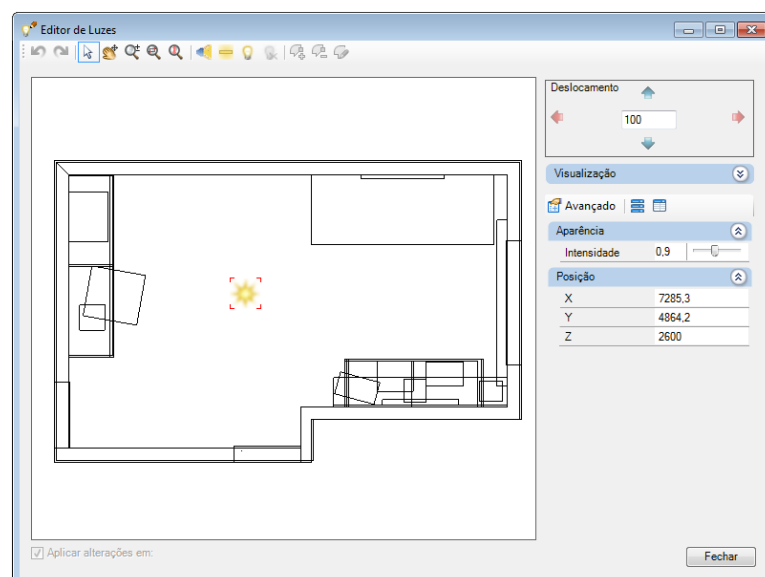 Editor de Luzes
Deslocamento
100
Visualização
Avançado
Aparência
Intensidade 0,9
Posição
X 7285,3
Y 4864,2
Z 2600
Aplicar alterações em:
Fechar